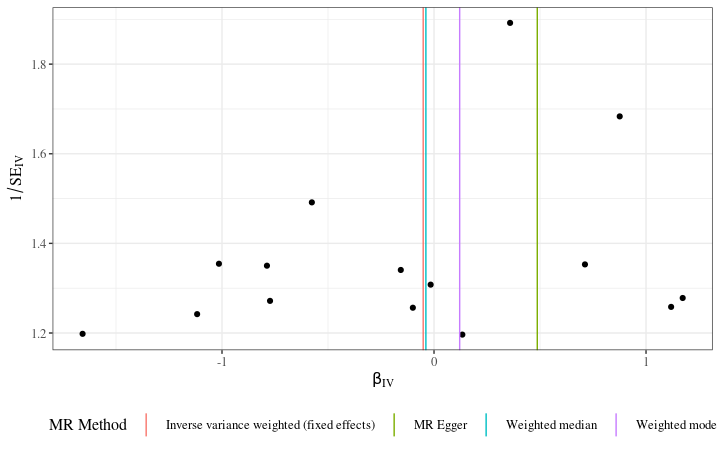 1.8
1.6
1.4
1.2
1/SE_IV
-1 0 1
β_IV
MR Method Inverse variance weighted (fixed effects) MR Egger Weighted median Weighted mode